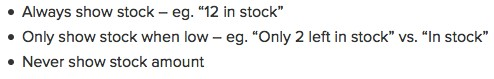 • Always show stock – eg. “12 in stock”
• Only show stock when low – eg. “Only 2 left in stock” vs. “In stock”
• Never show stock amount